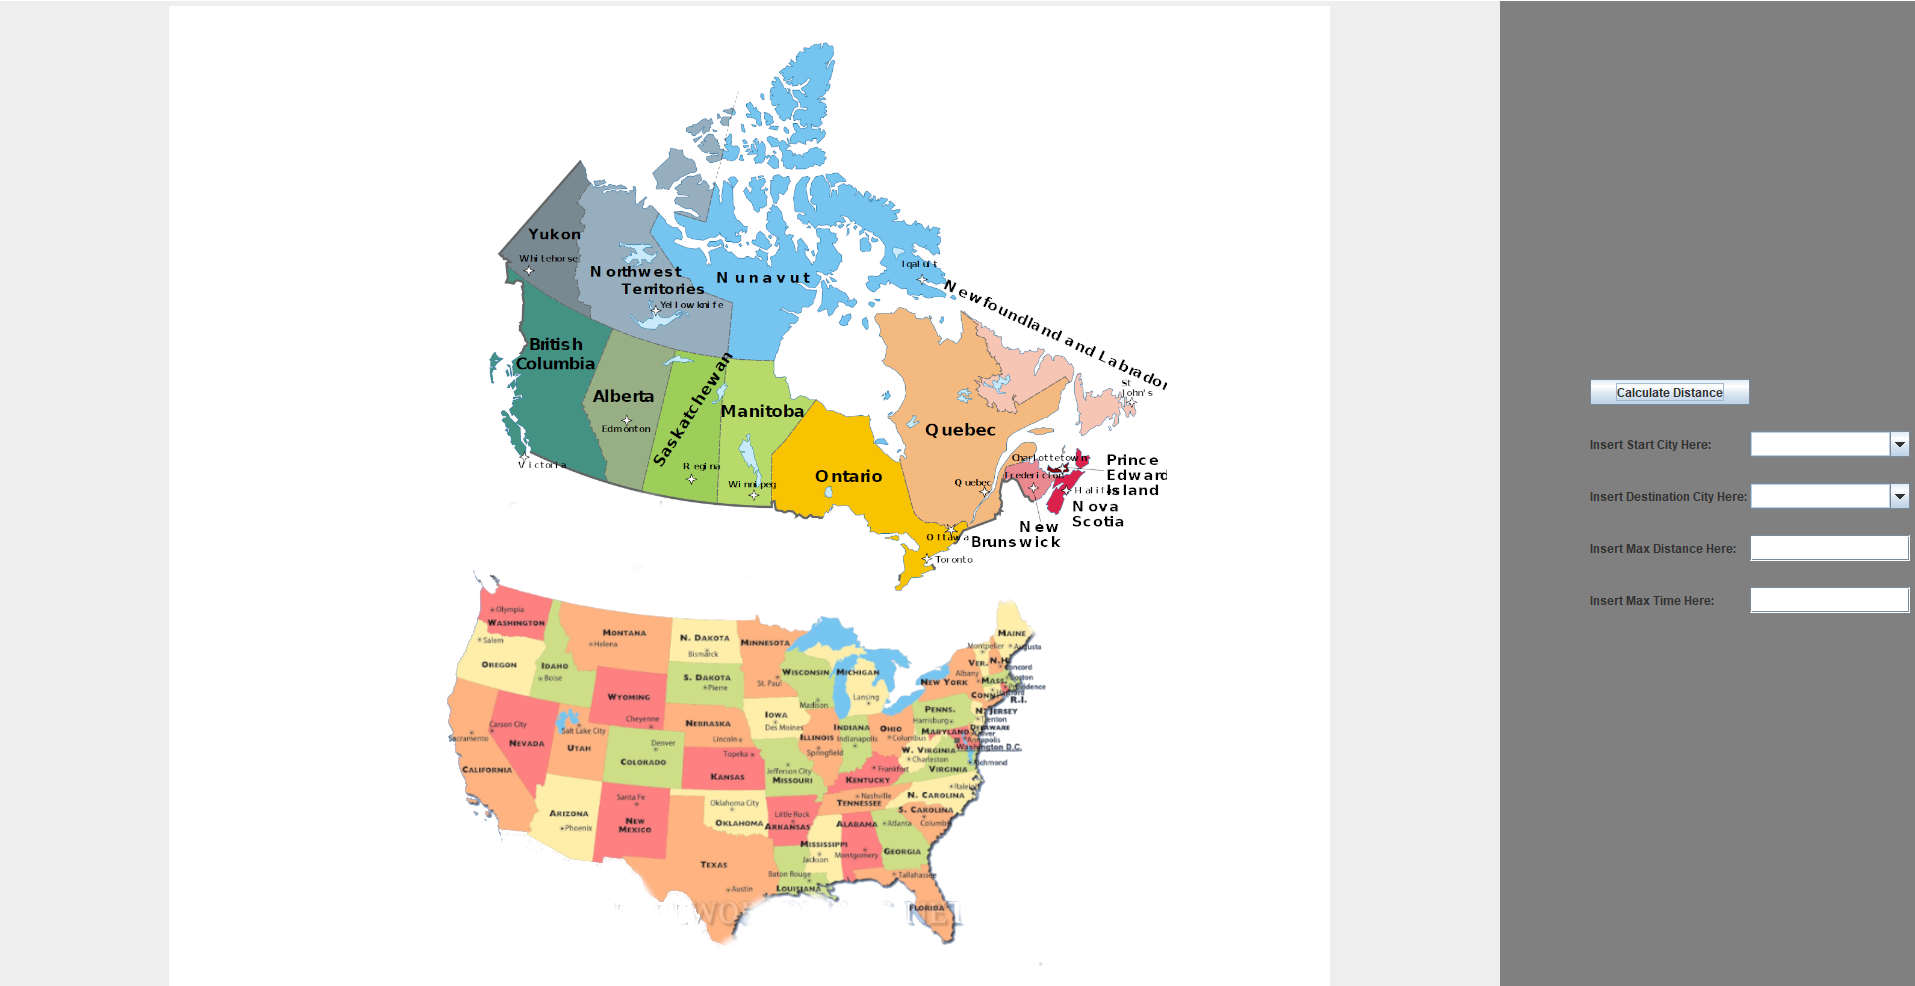 Yukon
Whitehorse
Northwest
Territories
Yellowknife
Nunavut
Iqaluit
Newfoundland and Labrador
British
Columbia
Alberta
Edmonton
Saskatchewan
Regina
Manitoba
Winnipeg
Victoria
Ontario
Quebec
Quebec
St
John's
Charlottetown
Fredericton
Prince
Edward
Island
Halifax
Nova
Scotia
New
Brunswick
Ottawa
Toronto
Olympia
WASHINGTON
Salem
OREGON
IDAHO
Boise
MONTANA
Helena
N. DAKOTA
Bismarck
MINNESOTA
St. Paul
S. DAKOTA
Pierre
WYOMING
Cheyenne
WISCONSIN
Madison
MICHIGAN
Lansing
NEW YORK
Albany
MAINE
Augusta
Montpelier
VER.
N.H.
Concord
MASS.
Boston
Providence
Hartford
CONN.
R.I.
Carson City
Sacramento
NEVADA
CALIFORNIA
Salt Lake City
UTAH
Denver
COLORADO
NEBRASKA
Lincoln
IOWA
Des Moines
ILLINOIS
Springfield
INDIANA
Indianapolis
OHIO
Columbus
PENNS.
Harrisburg
N. JERSEY
Trenton
DELAWARE
Dover
MARYLAND
Annapolis
Washington D.C.
W. VIRGINIA
Charleston
VIRGINIA
Richmond
Topeka
KANSAS
Jefferson City
MISSOURI
Frankfort
KENTUCKY
Nashville
TENNESSEE
Raleigh
N. CAROLINA
S. CAROLINA
Columbia
ARIZONA
Phoenix
Santa Fe
NEW
MEXICO
Oklahoma City
OKLAHOMA
Little Rock
ARKANSAS
MISSISSIPPI
Jackson
ALABAMA
Montgomery
Atlanta
GEORGIA
TEXAS
Austin
Baton Rouge
LOUISIANA
Tallahassee
FLORIDA
Calculate Distance
Insert Start City Here:
Insert Destination City Here:
Insert Max Distance Here:
Insert Max Time Here: